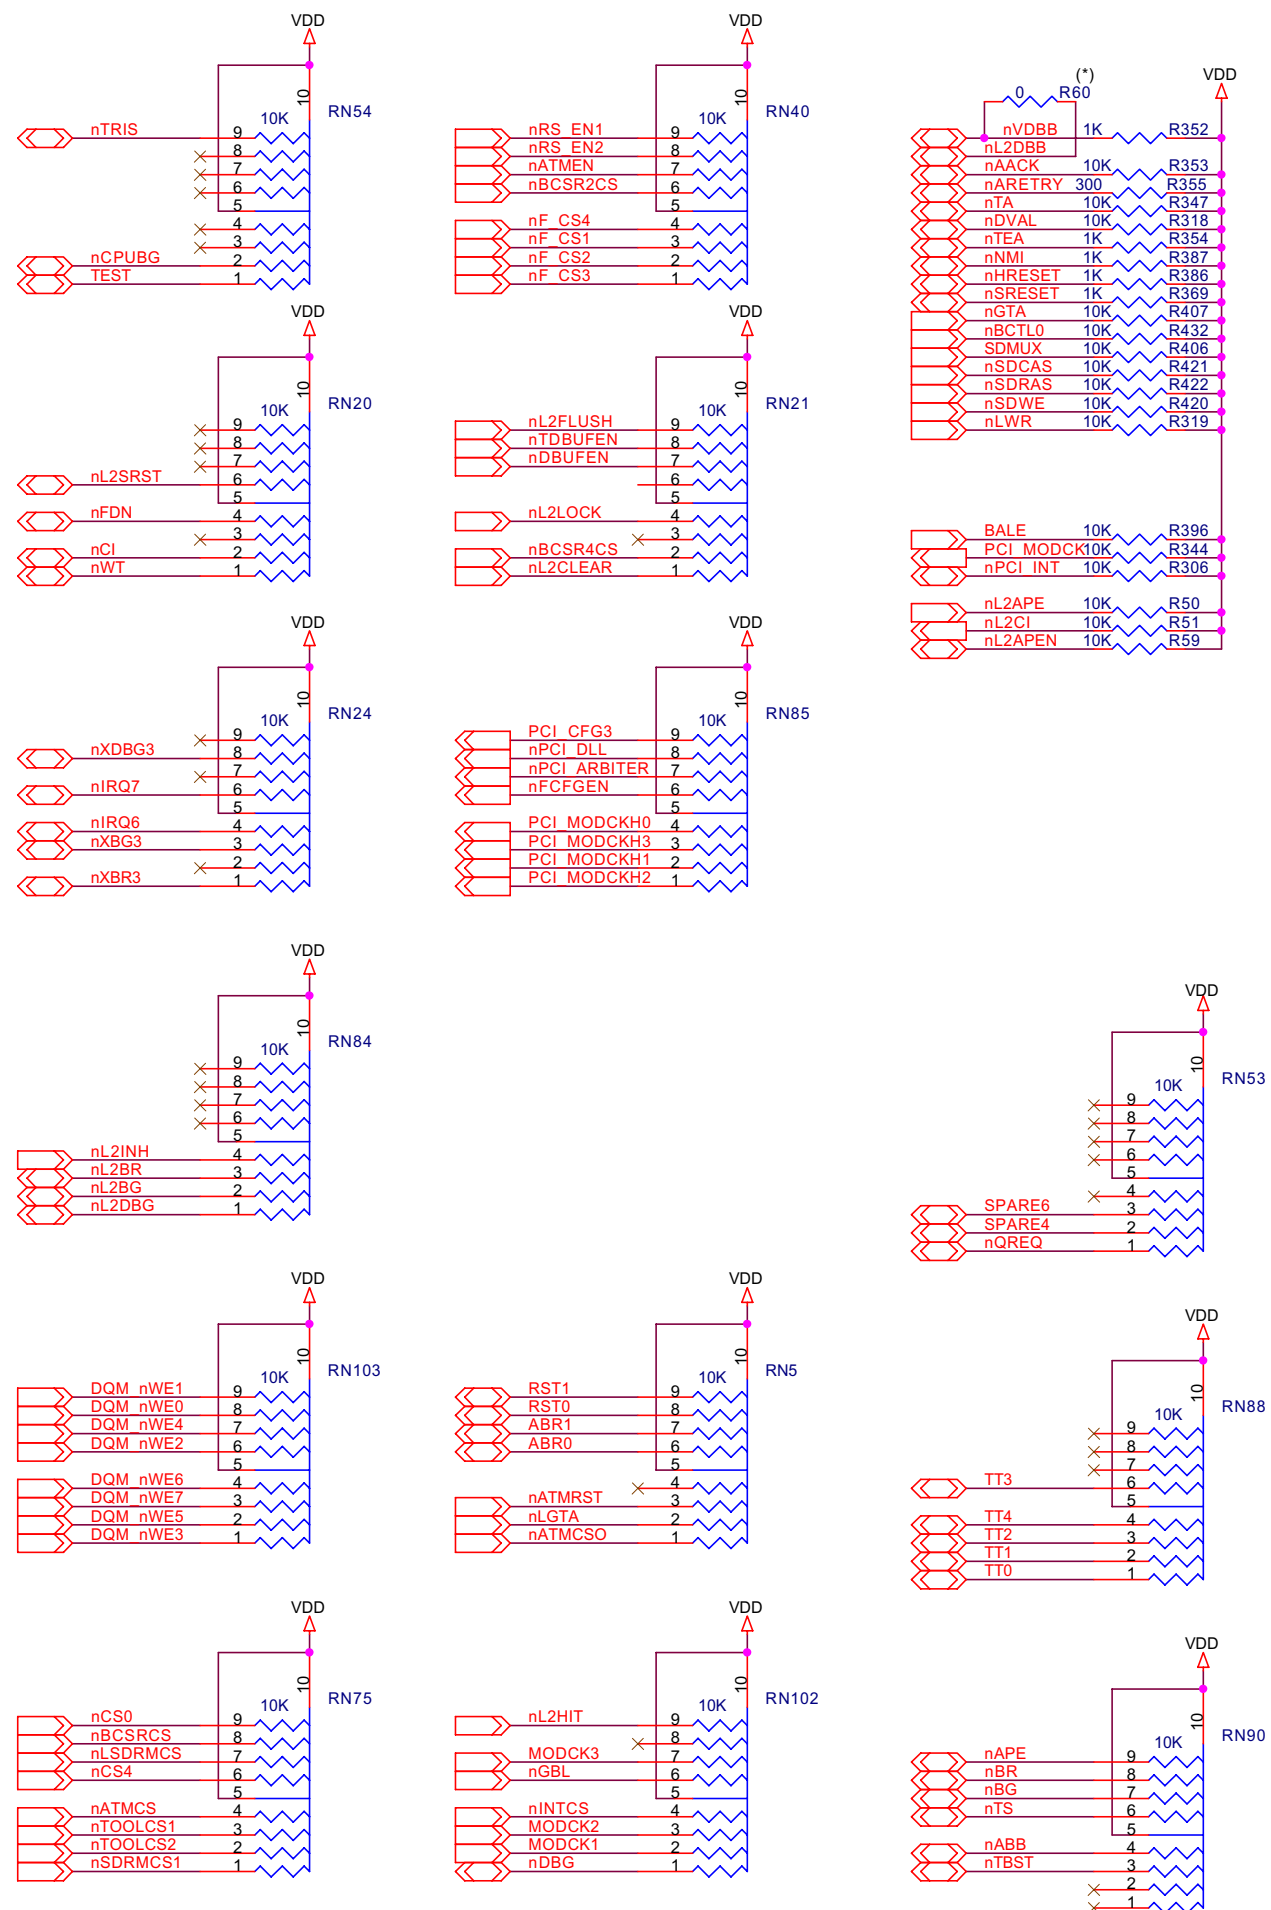 VDD
10
RN54
10K
nTRIS 9
8
7
6
5
4
3
nCPUBG 2
TEST 1
VDD
10
RN40
10K
nRS_EN1 9
nRS_EN2 8
nATMEN 7
nBCSR2CS 6
5
nF_CS4 4
nF_CS1 3
nF_CS2 2
nF_CS3 1
(*)
VDD
0 R60
nVDBB 1K R352
nL2DBB
nAACK 10K R353
nARETRY 300 R355
nTA 10K R347
nDVAL 10K R318
nTEA 1K R354
nNMI 1K R387
nHRESET 1K R386
nSRESET 1K R369
nGTA 10K R407
nBCTL0 10K R432
SDMUX 10K R406
nSDCAS 10K R421
nSDRAS 10K R422
nSDWE 10K R420
nLWR 10K R319
BALE 10K R396
PCI_MODCK 10K R344
nPCI_INT 10K R306
nL2APE 10K R50
nL2CI 10K R51
nL2APEN 10K R59
VDD
10
RN20
10K
9
8
7
nL2SRST 6
5
nFDN 4
3
nCI 2
nWT 1
VDD
10
RN21
10K
nL2FLUSH 9
nTDBUFEN 8
nDBUFEN 7
6
5
nL2LOCK 4
3
nBCSR4CS 2
nL2CLEAR 1
VDD
10
RN24
10K
9
nXDBG3 8
7
nIRQ7 6
5
nIRQ6 4
nXBG3 3
2
nXBR3 1
VDD
10
RN85
10K
PCI_CFG3 9
nPCI_DLL 8
nPCI_ARBITER 7
nFCFGEN 6
5
PCI_MODCKH0 4
PCI_MODCKH3 3
PCI_MODCKH1 2
PCI_MODCKH2 1
VDD
10
RN84
10K
9
8
7
6
5
nL2INH 4
nL2BR 3
nL2BG 2
nL2DBG 1
VDD
10
RN53
10K
9
8
7
6
5
4
SPARE6 3
SPARE4 2
nQREQ 1
VDD
10
RN103
10K
DQM_nWE1 9
DQM_nWE0 8
DQM_nWE4 7
DQM_nWE2 6
5
DQM_nWE6 4
DQM_nWE7 3
DQM_nWE5 2
DQM_nWE3 1
VDD
10
RN5
10K
RST1 9
RST0 8
ABR1 7
ABR0 6
5
4
nATMRST 3
nLGTA 2
nATMCSO 1
VDD
10
RN88
10K
9
8
7
TT3 6
5
TT4 4
TT2 3
TT1 2
TT0 1
VDD
10
RN75
10K
nCS0 9
nBCSRCS 8
nLSDRMCS 7
nCS4 6
5
nATMCS 4
nTOOLCS1 3
nTOOLCS2 2
nSDRMCS1 1
VDD
10
RN102
10K
nL2HIT 9
8
MODCK3 7
nGBL 6
5
nINTCS 4
MODCK2 3
MODCK1 2
nDBG 1
VDD
10
RN90
10K
nAPE 9
nBR 8
nBG 7
nTS 6
5
nABB 4
nTBST 3
2
1